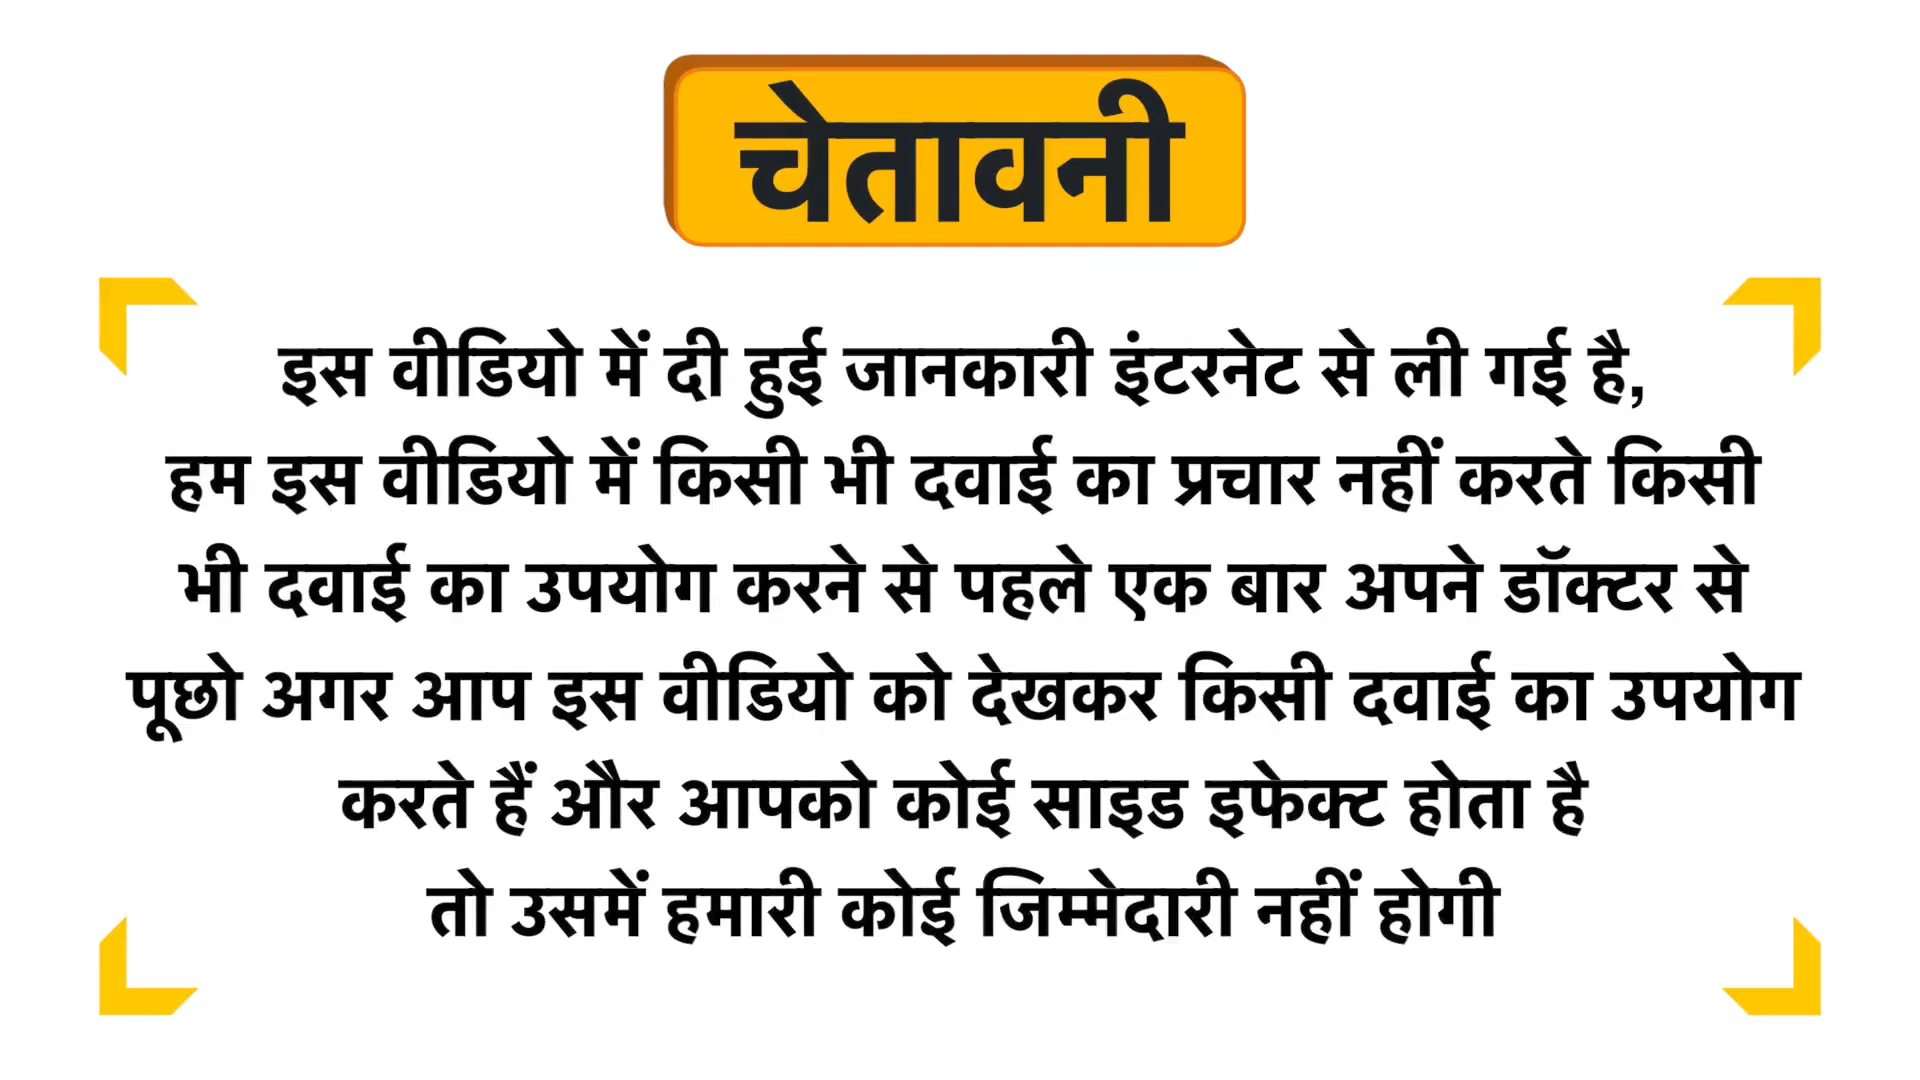 चेतावनी
इस वीडियो में दी हुई जानकारी इंटरनेट से ली गई है,
हम इस वीडियो में किसी भी दवाई का प्रचार नहीं करते किसी
भी दवाई का उपयोग करने से पहले एक बार अपने डॉक्टर से
पूछो अगर आप इस वीडियो को देखकर किसी दवाई का उपयोग
करते हैं और आपको कोई साइड इफेक्ट होता है
तो उसमें हमारी कोई जिम्मेदारी नहीं होगी